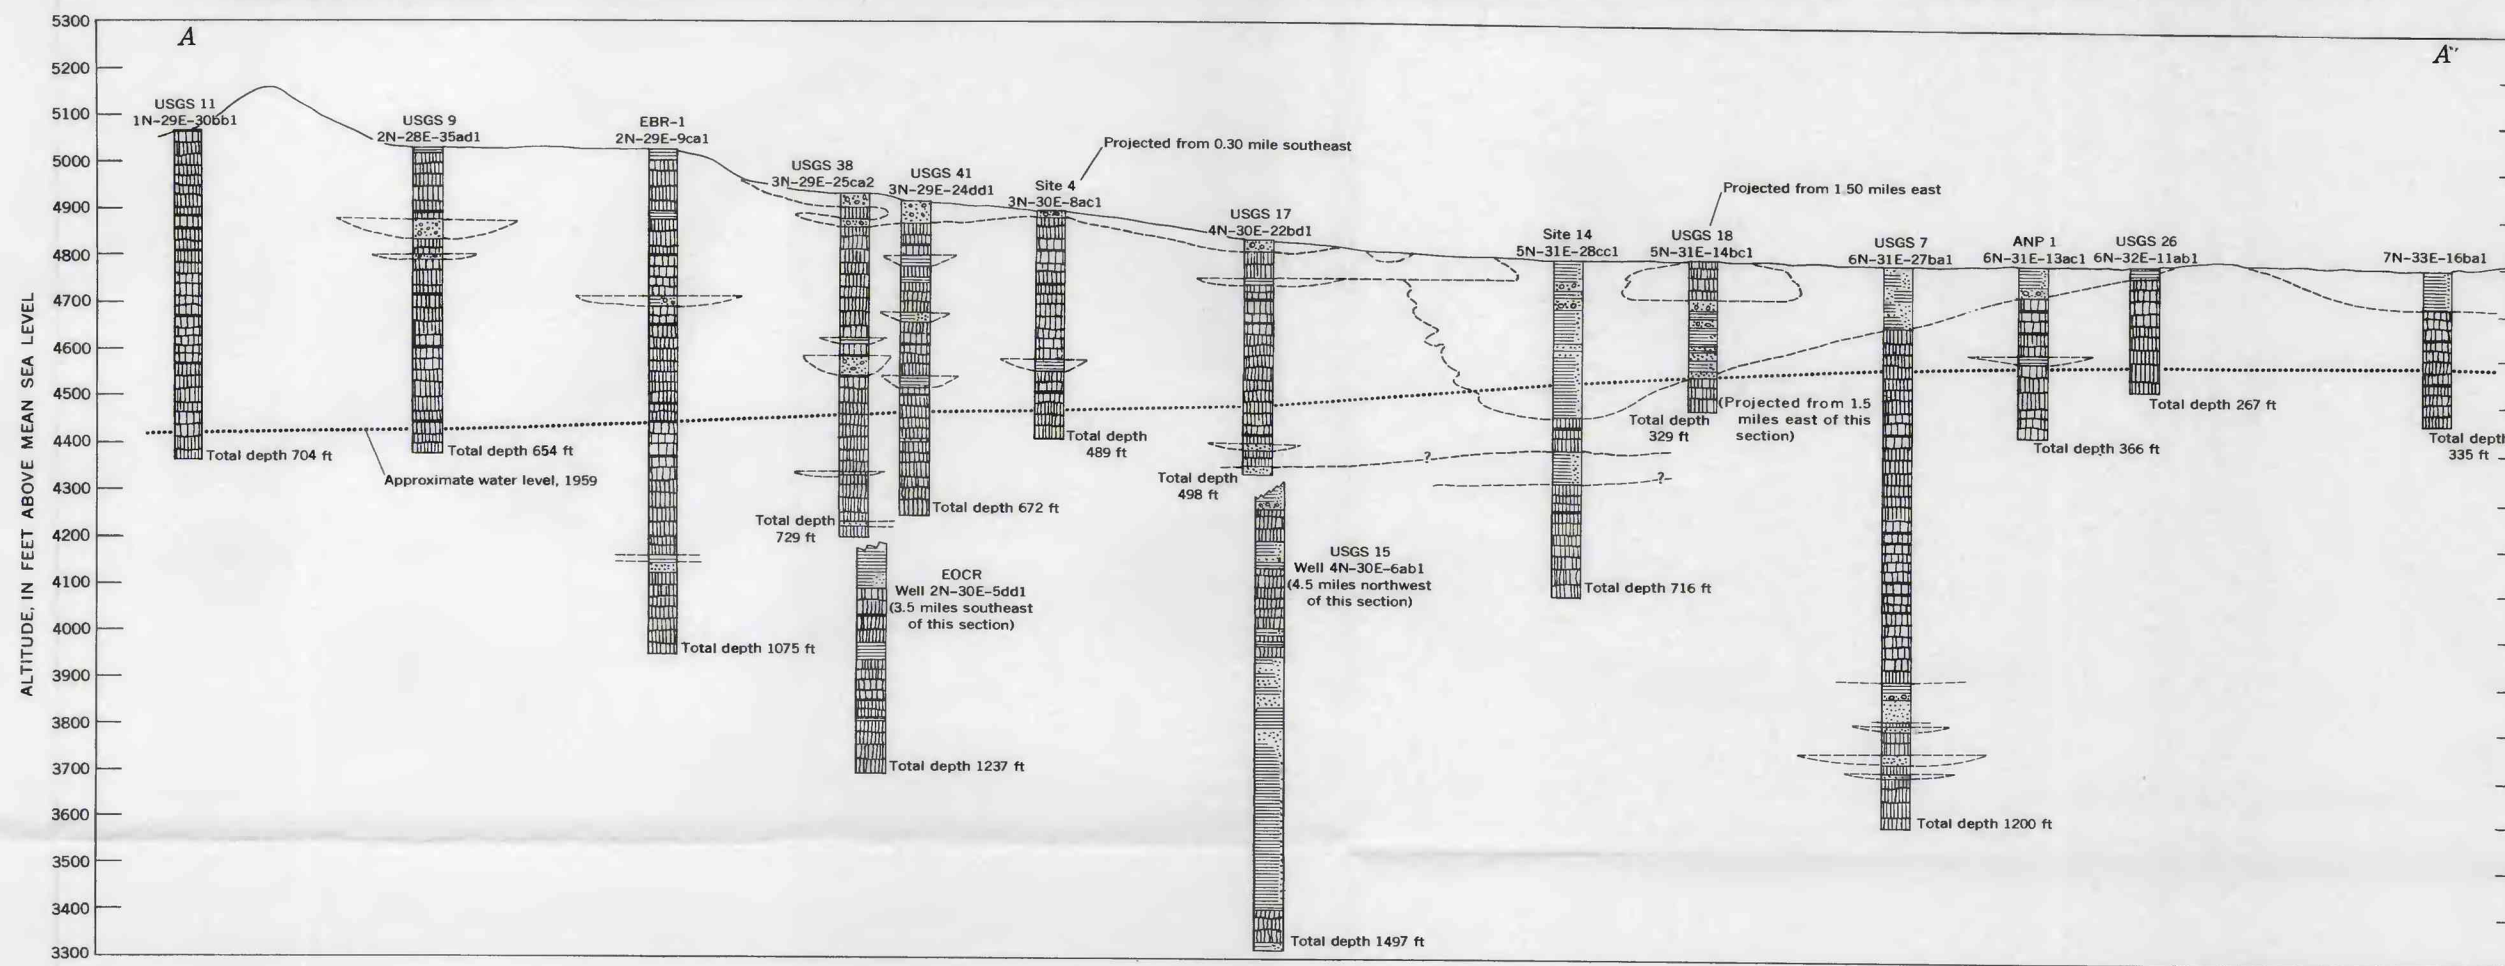 5300
A
A''
5200
5100
5000
4900
4800
4700
4600
4500
4400
4300
4200
4100
4000
3900
3800
3700
3600
3500
3400
3300
ALTITUDE, IN FEET ABOVE MEAN SEA LEVEL
USGS 11
1N-29E-30bb1
Total depth 704 ft
USGS 9
2N-28E-35ad1
Total depth 654 ft
Approximate water level, 1959
EBR-1
2N-29E-9ca1
Total depth 1075 ft
USGS 38
3N-29E-25ca2
Total depth
729 ft
USGS 41
3N-29E-24dd1
Total depth 672 ft
EOCR
Well 2N-30E-5dd1
(3.5 miles southeast
of this section)
Total depth 1237 ft
Projected from 0.30 mile southeast
Site 4
3N-30E-8ac1
Total depth
489 ft
USGS 17
4N-30E-22bd1
Total depth
498 ft
?
?
USGS 15
Well 4N-30E-6ab1
(4.5 miles northwest
of this section)
Total depth 1497 ft
Site 14
5N-31E-28cc1
Total depth 716 ft
Projected from 1.50 miles east
USGS 18
5N-31E-14bc1
Total depth
329 ft
(Projected from 1.5
miles east of this
section)
USGS 7
6N-31E-27ba1
Total depth 1200 ft
ANP 1
6N-31E-13ac1
Total depth 366 ft
USGS 26
6N-32E-11ab1
Total depth 267 ft
7N-33E-16ba1
Total depth
335 ft